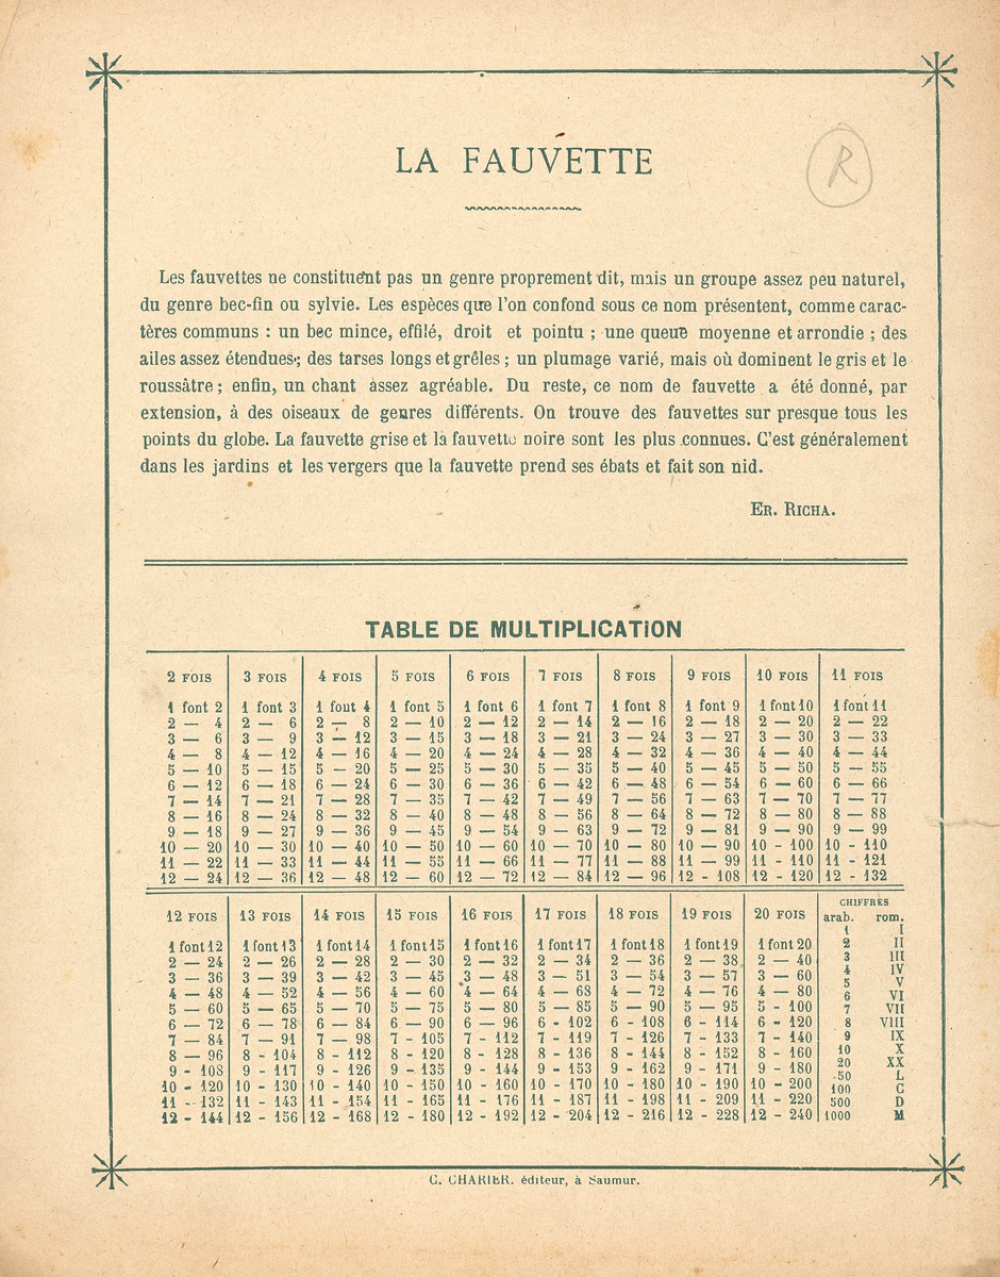 LA FAUVETTE
R
Les fauvettes ne constituent pas un genre proprement dit, mais un groupe assez peu naturel,
du genre bec-fin ou sylvie. Les espèces que l'on confond sous ce nom présentent, comme carac-
tères communs : un bec mince, effilé, droit et pointu ; une queue moyenne et arrondie ; des
ailes assez étendues ; des tarses longs et grêles ; un plumage varié, mais où dominent le gris et le
roussâtre ; enfin, un chant assez agréable. Du reste, ce nom de fauvette a été donné, par
extension, à des oiseaux de genres différents. On trouve des fauvettes sur presque tous les
points du globe. La fauvette grise et la fauvette noire sont les plus connues. C'est généralement
dans les jardins et les vergers que la fauvette prend ses ébats et fait son nid.
ER. RICHA.
TABLE DE MULTIPLICATION
2 FOIS 3 FOIS 4 FOIS 5 FOIS 6 FOIS 7 FOIS 8 FOIS 9 FOIS 10 FOIS 11 FOIS
1 font 2 1 font 3 1 font 4 1 font 5 1 font 6 1 font 7 1 font 8 1 font 9 1 font 10 1 font 11
2 — 4 2 — 6 2 — 8 2 — 10 2 — 12 2 — 14 2 — 16 2 — 18 2 — 20 2 — 22
3 — 6 3 — 9 3 — 12 3 — 15 3 — 18 3 — 21 3 — 24 3 — 27 3 — 30 3 — 33
4 — 8 4 — 12 4 — 16 4 — 20 4 — 24 4 — 28 4 — 32 4 — 36 4 — 40 4 — 44
5 — 10 5 — 15 5 — 20 5 — 25 5 — 30 5 — 35 5 — 40 5 — 45 5 — 50 5 — 55
6 — 12 6 — 18 6 — 24 6 — 30 6 — 36 6 — 42 6 — 48 6 — 54 6 — 60 6 — 66
7 — 14 7 — 21 7 — 28 7 — 35 7 — 42 7 — 49 7 — 56 7 — 63 7 — 70 7 — 77
8 — 16 8 — 24 8 — 32 8 — 40 8 — 48 8 — 56 8 — 64 8 — 72 8 — 80 8 — 88
9 — 18 9 — 27 9 — 36 9 — 45 9 — 54 9 — 63 9 — 72 9 — 81 9 — 90 9 — 99
10 — 20 10 — 30 10 — 40 10 — 50 10 — 60 10 — 70 10 — 80 10 — 90 10 - 100 10 - 110
11 — 22 11 — 33 11 — 44 11 — 55 11 — 66 11 — 77 11 — 88 11 — 99 11 - 110 11 - 121
12 — 24 12 — 36 12 — 48 12 — 60 12 — 72 12 — 84 12 — 96 12 - 108 12 - 120 12 - 132
12 FOIS 13 FOIS 14 FOIS 15 FOIS 16 FOIS 17 FOIS 18 FOIS 19 FOIS 20 FOIS
1 font 12 1 font 13 1 font 14 1 font 15 1 font 16 1 font 17 1 font 18 1 font 19 1 font 20
2 — 24 2 — 26 2 — 28 2 — 30 2 — 32 2 — 34 2 — 36 2 — 38 2 — 40
3 — 36 3 — 39 3 — 42 3 — 45 3 — 48 3 — 51 3 — 54 3 — 57 3 — 60
4 — 48 4 — 52 4 — 56 4 — 60 4 — 64 4 — 68 4 — 72 4 — 76 4 — 80
5 — 60 5 — 65 5 — 70 5 — 75 5 — 80 5 — 85 5 — 90 5 — 95 5 - 100
6 — 72 6 — 78 6 — 84 6 — 90 6 — 96 6 - 102 6 - 108 6 - 114 6 - 120
7 — 84 7 — 91 7 — 98 7 - 105 7 - 112 7 - 119 7 - 126 7 - 133 7 - 140
8 — 96 8 - 104 8 - 112 8 - 120 8 - 128 8 - 136 8 - 144 8 - 152 8 - 160
9 - 108 9 - 117 9 - 126 9 - 135 9 - 144 9 - 153 9 - 162 9 - 171 9 - 180
10 - 120 10 - 130 10 - 140 10 - 150 10 - 160 10 - 170 10 - 180 10 - 190 10 - 200
11 - 132 11 - 143 11 - 154 11 - 165 11 - 176 11 - 187 11 - 198 11 - 209 11 - 220
12 - 144 12 - 156 12 - 168 12 - 180 12 - 192 12 - 204 12 - 216 12 - 228 12 - 240
CHIFFRES
arab. rom.
1 I
2 II
3 III
4 IV
5 V
6 VI
7 VII
8 VIII
9 IX
10 X
20 XX
50 L
100 C
500 D
1000 M
C. CHARIER. éditeur, à Saumur.